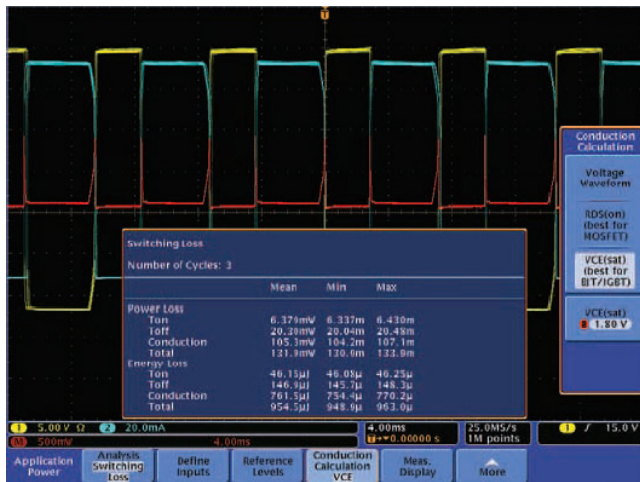 T
Conduction
Calculation
Voltage
Waveform
RDS(on)
(best for
MOSFET)
VCE(sat)
(best for
BJT/IGBT)
VCE(sat)
B 1.80 V
Switching Loss
Number of Cycles: 3
Mean Min Max
Power Loss
Ton 6.379mW 6.337m 6.430m
Toff 20.30mW 20.04m 20.48m
Conduction 105.3mW 104.2m 107.1m
Total 131.9mW 130.9m 133.9m
Energy Loss
Ton 46.15µJ 46.08µ 46.25µ
Toff 146.9µJ 145.7µ 148.3µ
Conduction 761.5µJ 754.4µ 770.2µ
Total 954.5µJ 948.9µ 963.0µ
1 5.00 V Ω 2 20.0mA 4.00ms 25.0MS/s 1 15.0 V
M 500mW 4.00ms T 0.00000 s 1M points
Application
Power
Analysis
Switching
Loss
Define
Inputs
Reference
Levels
Conduction
Calculation
VCE
Meas.
Display
More